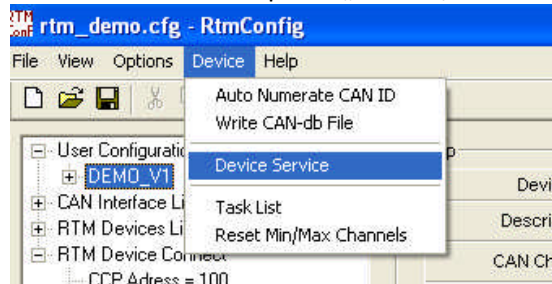 RTM
Conf rtm_demo.cfg - RtmConfig
File View Options Device Help
Auto Numerate CAN ID
Write CAN-db File
Device Service
Task List
Reset Min/Max Channels
User Configuratio
DEMO_V1
CAN Interface Li
RTM Devices Li
RTM Device Connect
CCP Adress = 100
p
Devi
Descri
CAN Ch